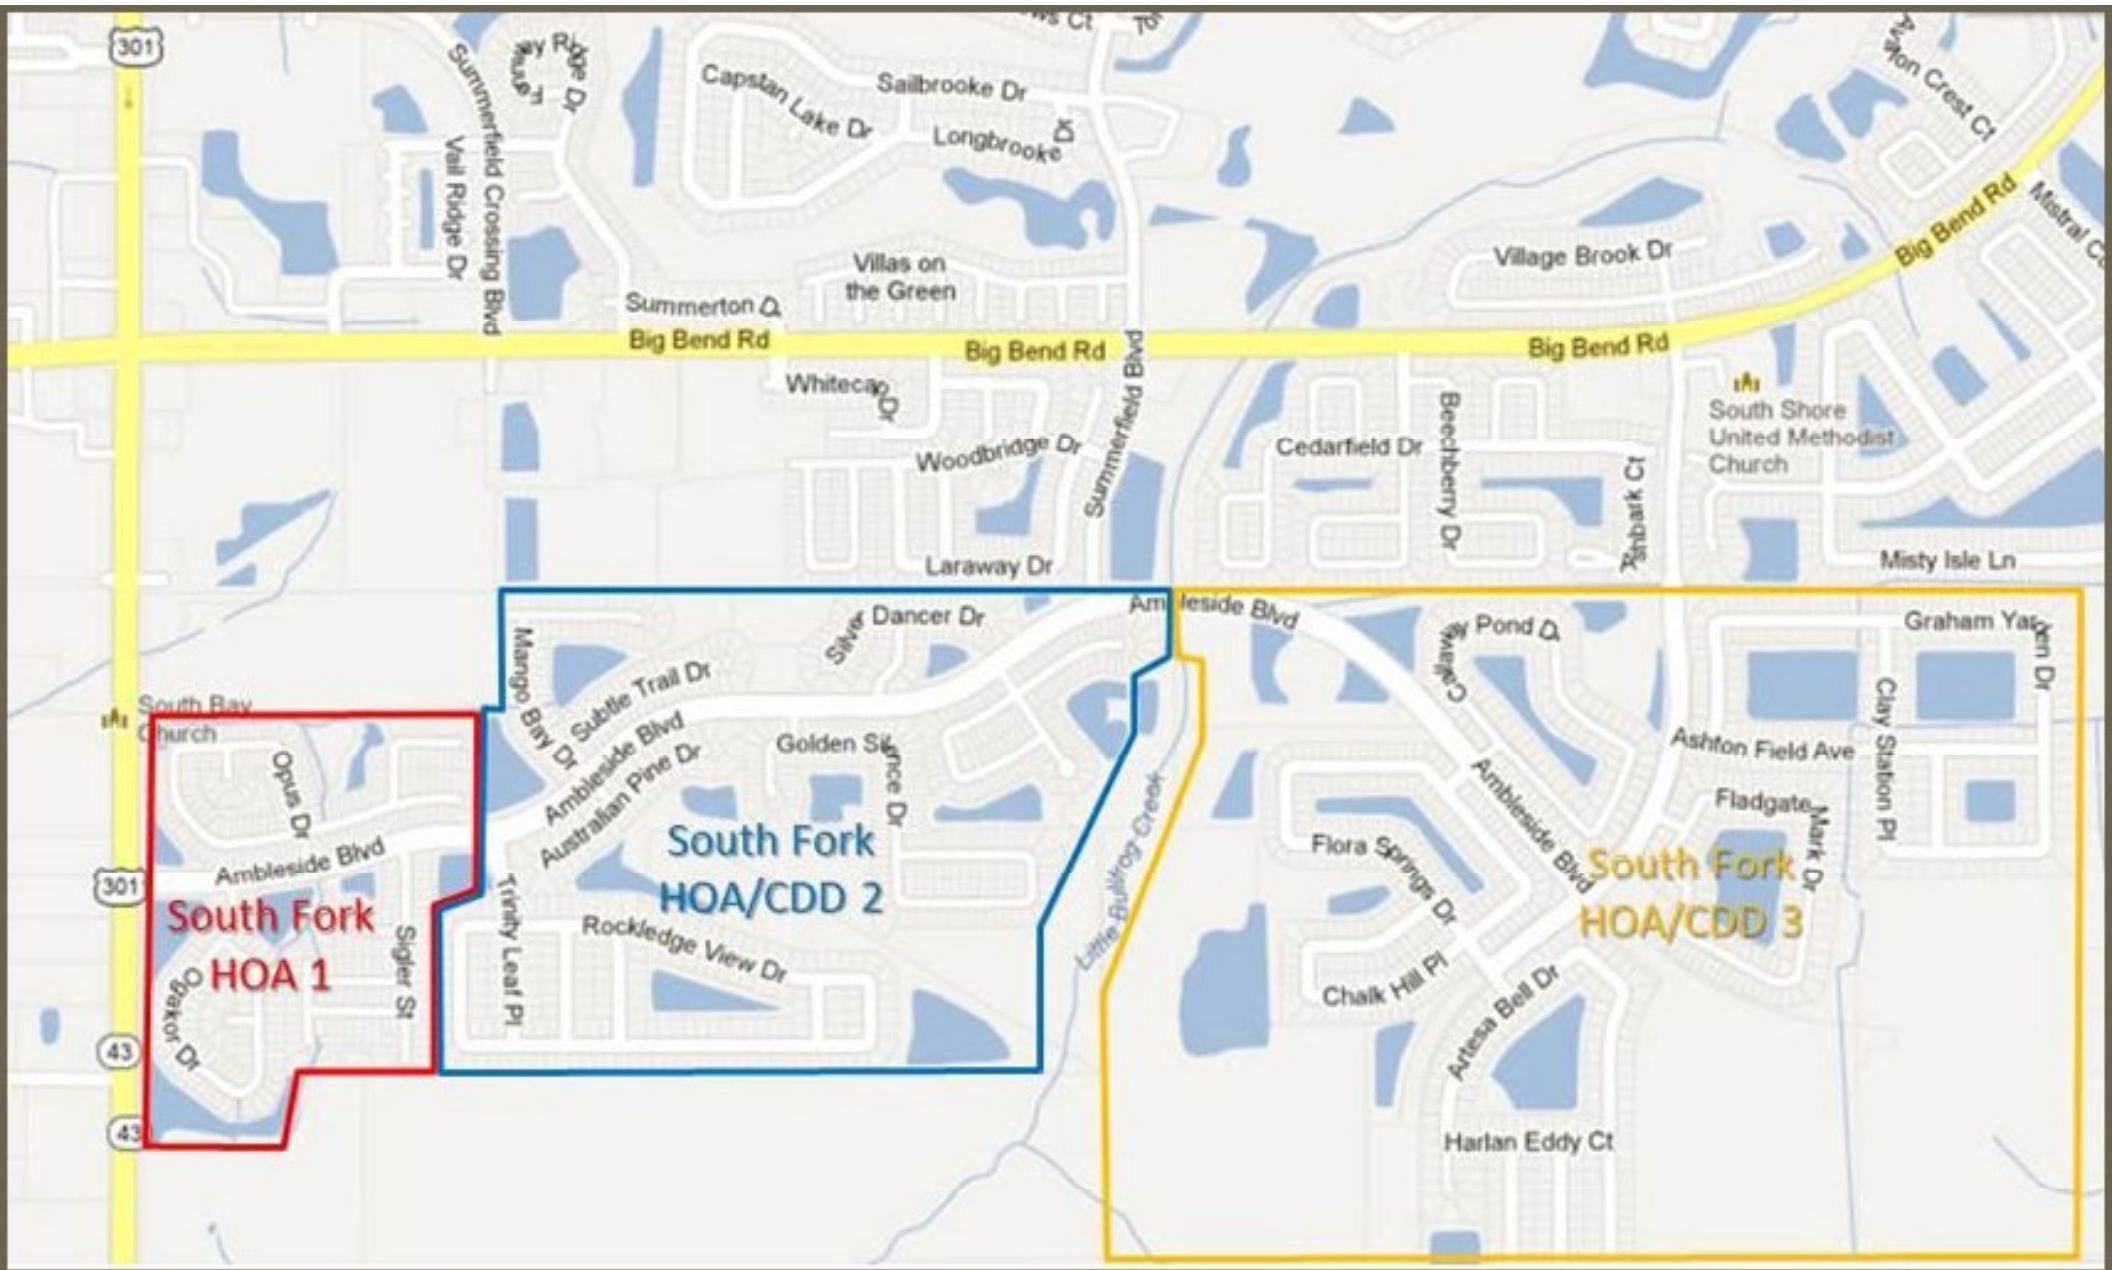 301
Summerfield Crossing Blvd
Vail Ridge Dr
Capstan Lake Dr
Sailbrooke Dr
Longbrooke Dr
Crest Ct
Mistral
Villas on
the Green
Village Brook Dr
Summerton
Big Bend Rd
Big Bend Rd
Big Bend Rd
Big Bend Rd
Summerfield Blvd
Dr
Woodbridge Dr
Cedarfield Dr
Beechberry Dr
South Shore
United Methodist
Church
Laraway Dr
Misty Isle Ln
Ambleside Blvd
Silver Dancer Dr
Mango Bay Dr
Subtle Trail Dr
Ambleside Blvd
Australian Pine Dr
Golden
Pond
Graham
Clay Station Pl
Ashton Field Ave
Fladgate Mark Dr
South Bay
Church
Opus Dr
Ambleside Blvd
301
South Fork
HOA 1
Sigler St
Ogakor Dr
43
43
South Fork
HOA/CDD 2
Trinity Leaf Pl
Rockledge View Dr
Little Bullfrog Creek
Flora Springs Dr
Ambleside Blvd
South Fork
HOA/CDD 3
Chalk Hill Pl
Artesa Bell Dr
Harlan Eddy Ct